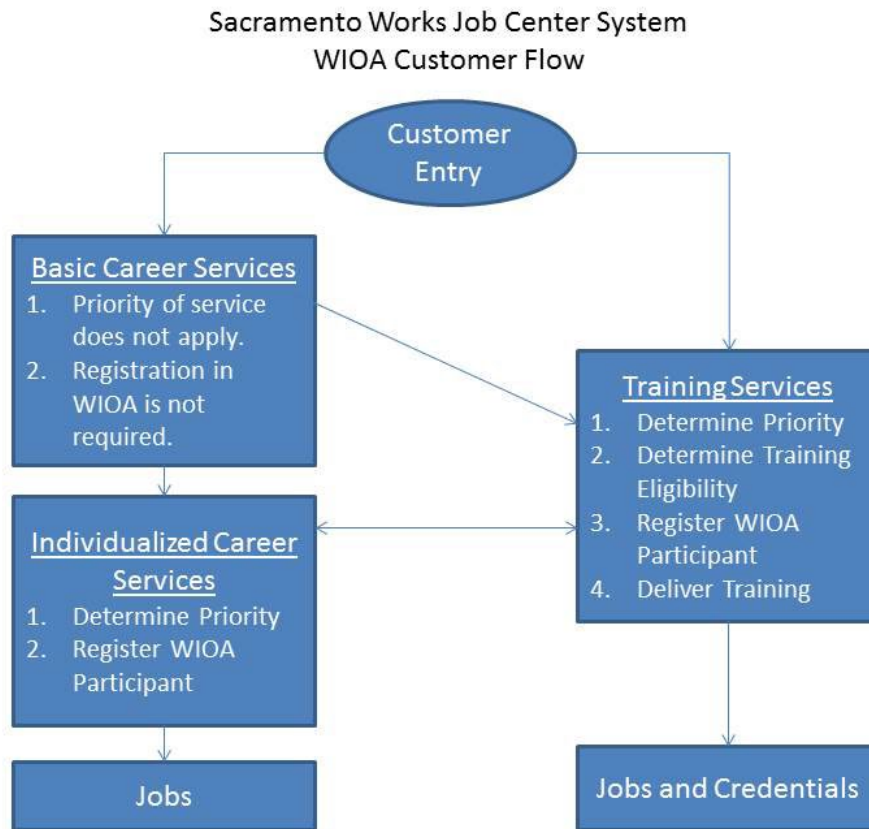 Sacramento Works Job Center System
WIOA Customer Flow
Customer
Entry
Basic Career Services
1. Priority of service
does not apply.
2. Registration in
WIOA is not
required.
Training Services
1. Determine Priority
2. Determine Training
Eligibility
3. Register WIOA
Participant
4. Deliver Training
Individualized Career
Services
1. Determine Priority
2. Register WIOA
Participant
Jobs
Jobs and Credentials